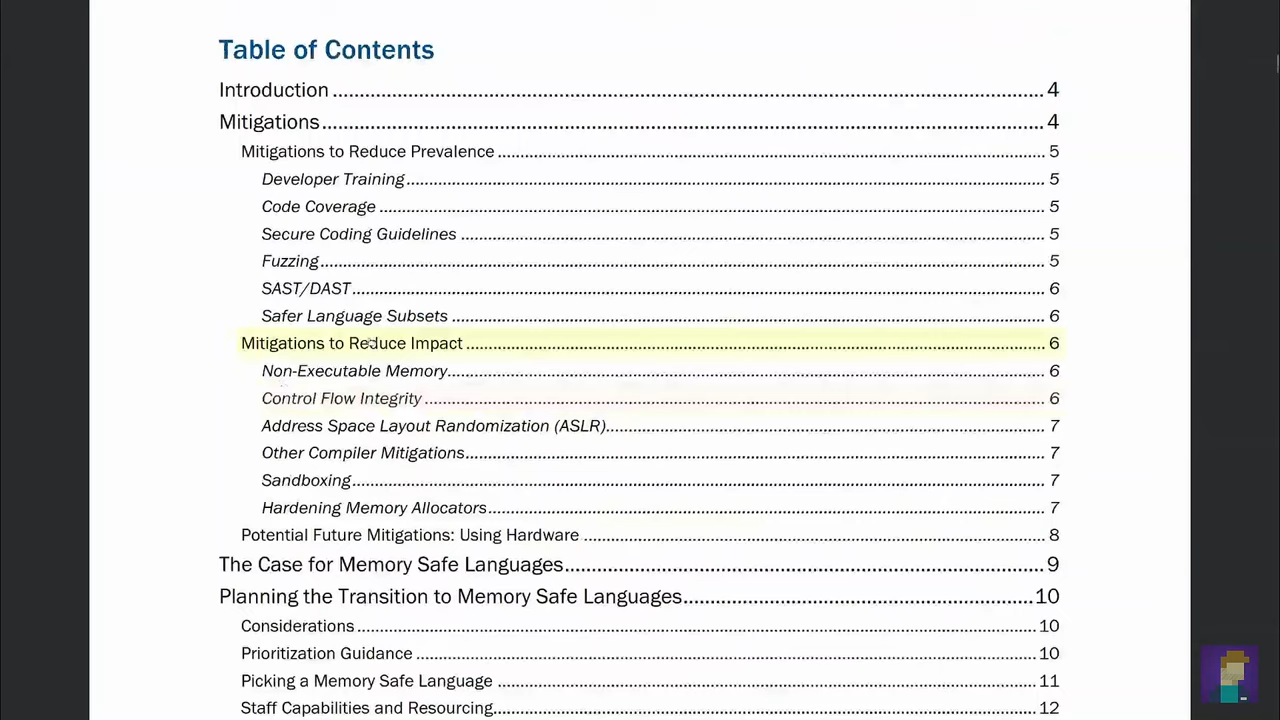 Table of Contents
Introduction ........ 4
Mitigations ........ 4
Mitigations to Reduce Prevalence ........ 5
Developer Training ........ 5
Code Coverage ........ 5
Secure Coding Guidelines ........ 5
Fuzzing ........ 5
SAST/DAST ........ 6
Safer Language Subsets ........ 6
Mitigations to Reduce Impact ........ 6
Non-Executable Memory ........ 6
Control Flow Integrity ........ 6
Address Space Layout Randomization (ASLR) ........ 7
Other Compiler Mitigations ........ 7
Sandboxing ........ 7
Hardening Memory Allocators ........ 7
Potential Future Mitigations: Using Hardware ........ 8
The Case for Memory Safe Languages ........ 9
Planning the Transition to Memory Safe Languages ........ 10
Considerations ........ 10
Prioritization Guidance ........ 10
Picking a Memory Safe Language ........ 11
Staff Capabilities and Resourcing ........ 12